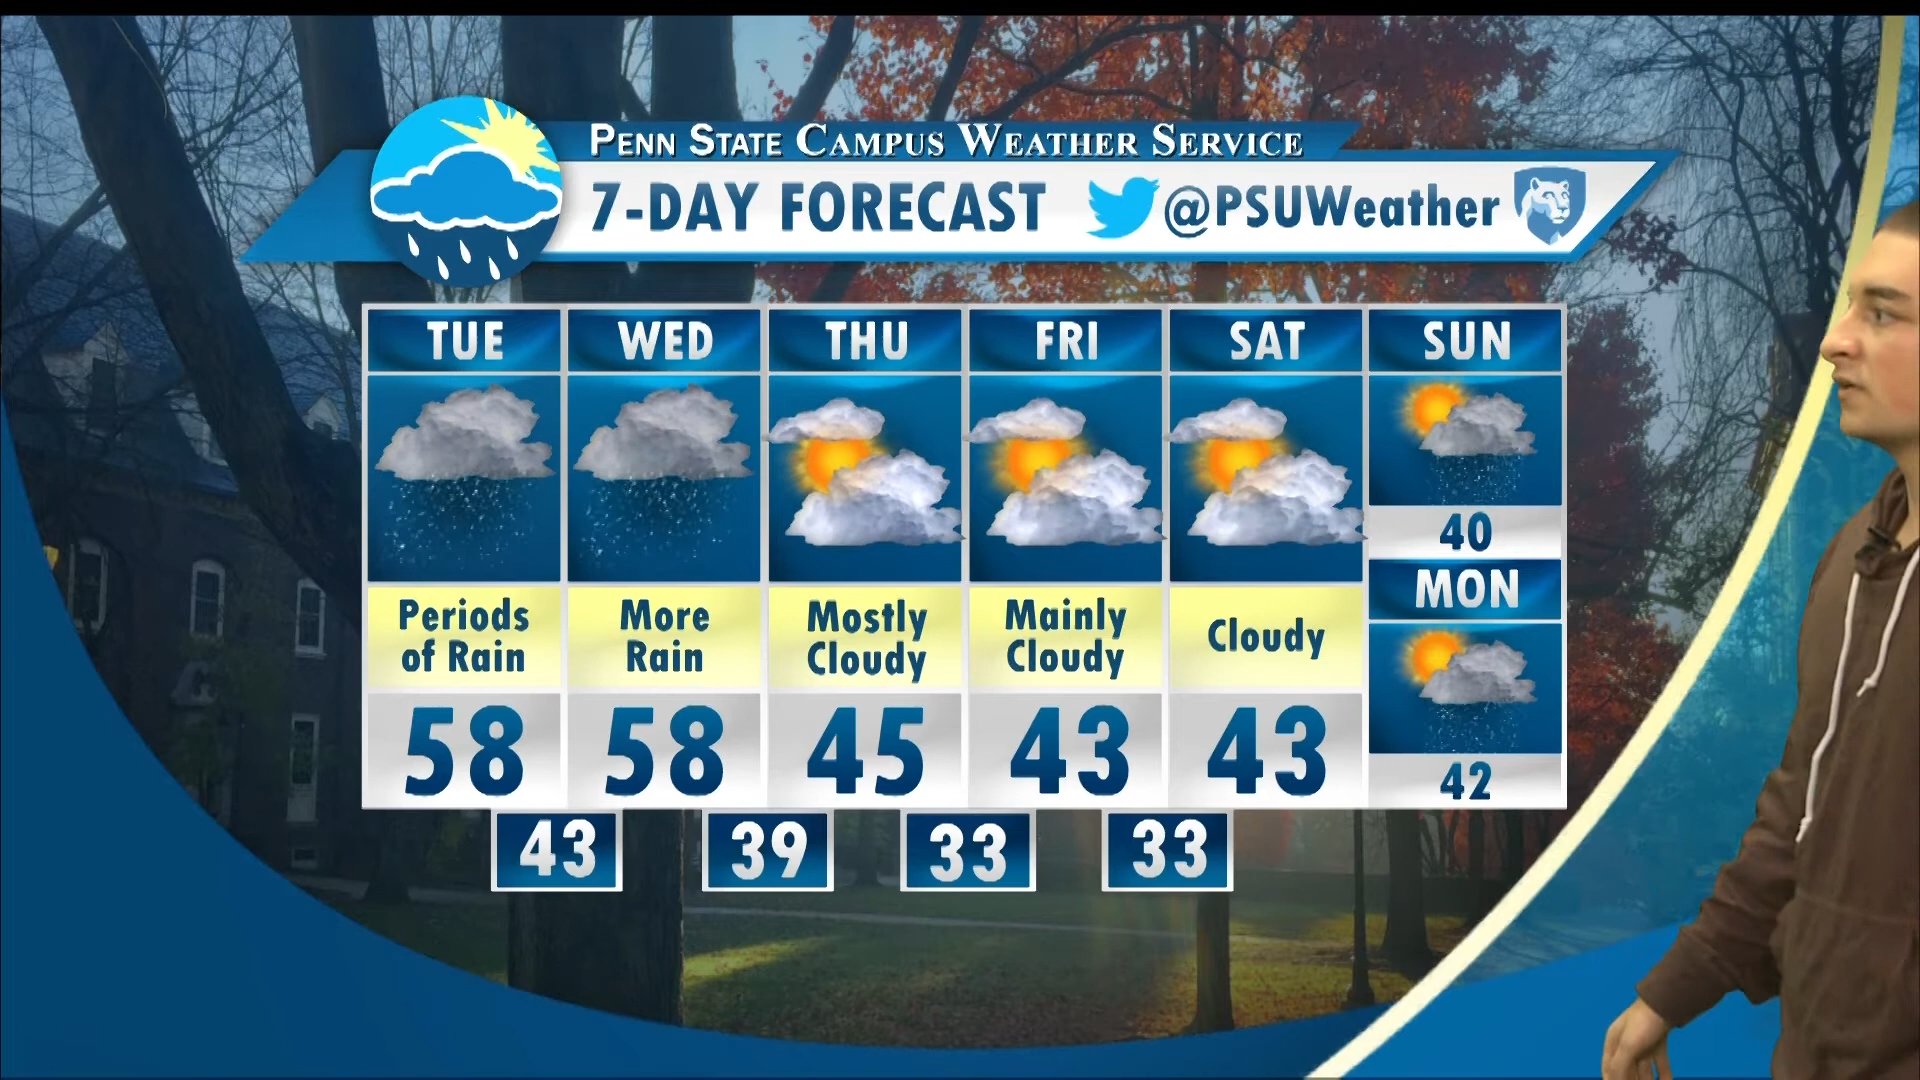 Penn State Campus Weather Service
7-DAY FORECAST @PSUWeather
TUE WED THU FRI SAT SUN
Periods of Rain
More Rain
Mostly Cloudy
Mainly Cloudy
Cloudy
58 58 45 43 43
40
MON
42
43 39 33 33